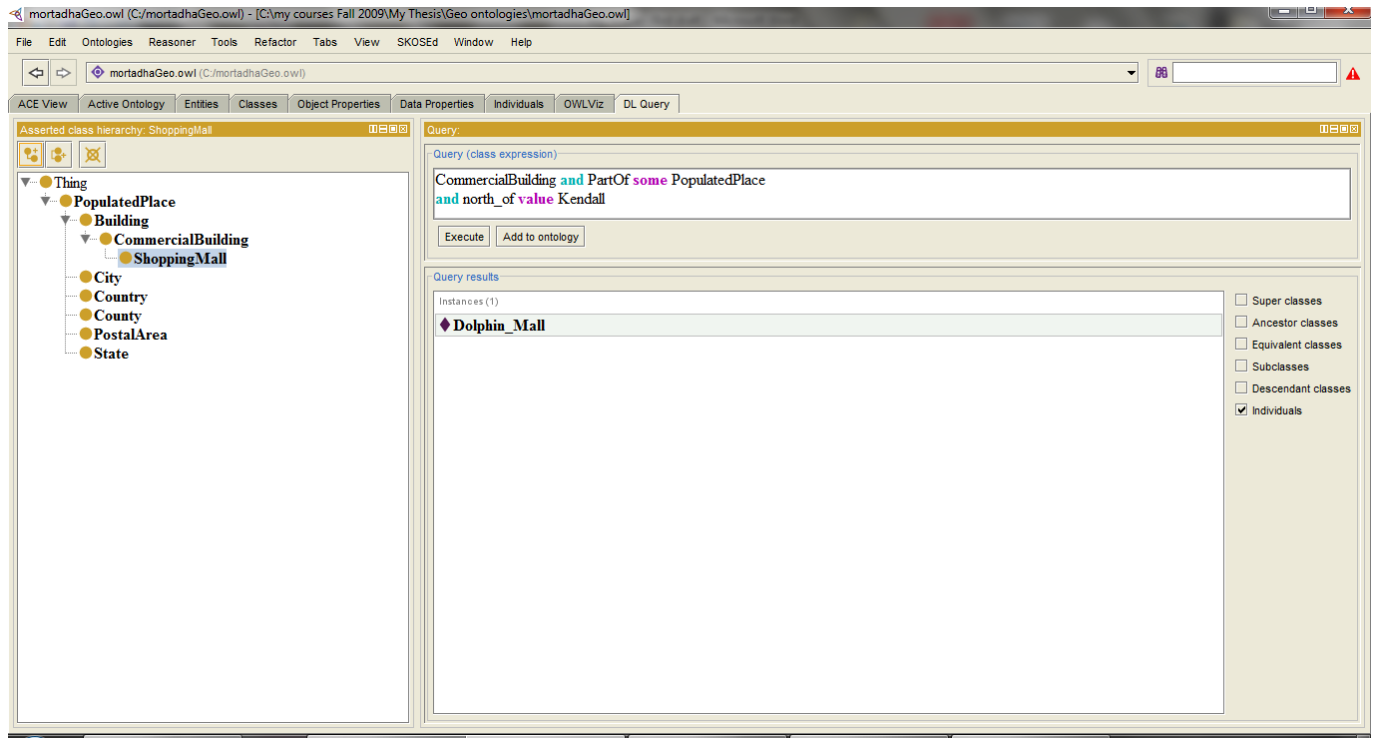 mortadhaGeo.owl (C:/mortadhaGeo.owl) - [C:\my courses Fall 2009\My Thesis\Geo ontologies\mortadhaGeo.owl]
File Edit Ontologies Reasoner Tools Refactor Tabs View SKOSEd Window Help
mortadhaGeo.owl (C:/mortadhaGeo.owl)
ACE View Active Ontology Entities Classes Object Properties Data Properties Individuals OWLViz DL Query
Asserted class hierarchy: ShoppingMall
Thing
PopulatedPlace
Building
CommercialBuilding
ShoppingMall
City
Country
County
PostalArea
State
Query:
Query (class expression)
CommercialBuilding and PartOf some PopulatedPlace
and north_of value Kendall
Execute Add to ontology
Query results
Instances (1)
Dolphin_Mall
Super classes
Ancestor classes
Equivalent classes
Subclasses
Descendant classes
Individuals